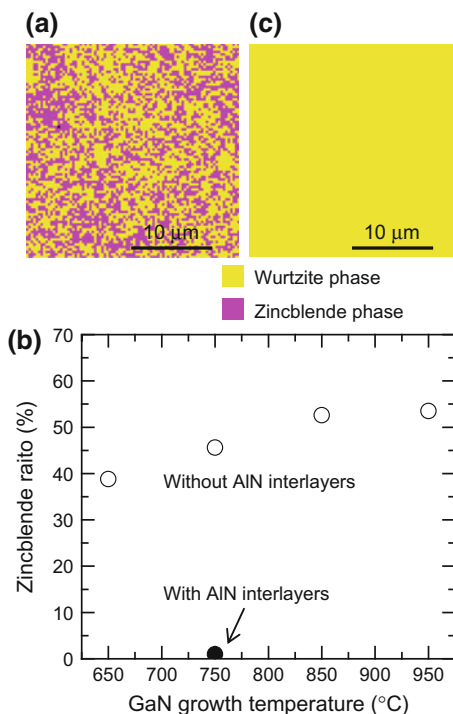 (a)
(c)
10 μm
10 μm
Wurtzite phase
Zincblende phase
(b)
Zincblende raito (%)
70
60
50
40
30
20
10
0
Without AlN interlayers
With AlN interlayers
650 700 750 800 850 900 950
GaN growth temperature (°C)